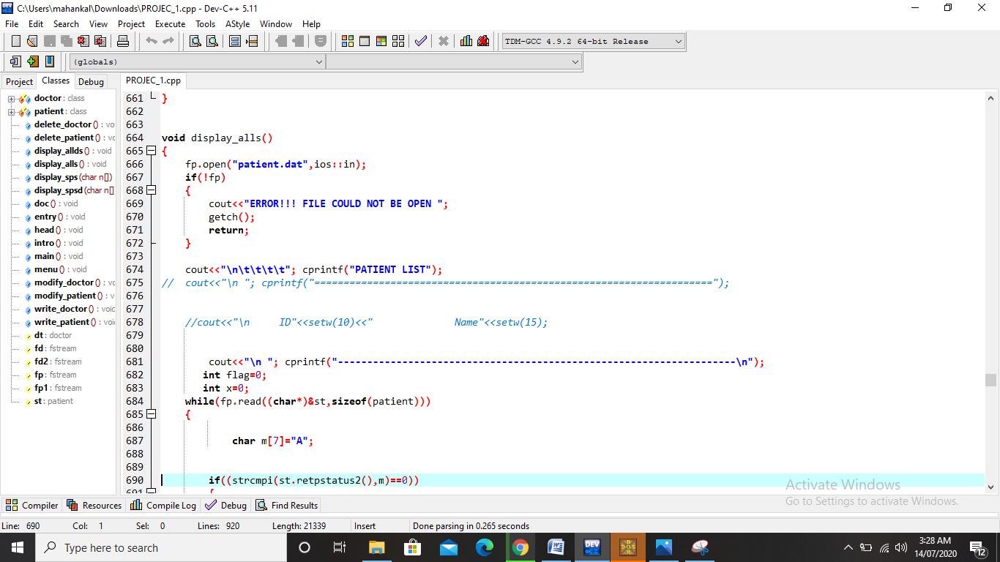 C:\Users\mahankal\Downloads\PROJEC_1.cpp - Dev-C++ 5.11
File Edit Search View Project Execute Tools AStyle Window Help
TDM-GCC 4.9.2 64-bit Release
(globals)
Project Classes Debug PROJEC_1.cpp
doctor : class
patient : class
delete_doctor () : vo
delete_patient () : vc
display_allds () : void
display_alls () : void
display_sps (char n[])
display_spsd (char n[]
doc () : void
entry () : void
head () : void
intro () : void
main () : void
menu () : void
modify_doctor () : vc
modify_patient () : v
write_doctor () : voic
write_patient () : voi
dt : doctor
fd : fstream
fd2 : fstream
fp : fstream
fp1 : fstream
st : patient
661 }
662
663
664 void display_alls()
665 {
666 fp.open("patient.dat",ios::in);
667 if(!fp)
668 {
669 cout<<"ERROR!!! FILE COULD NOT BE OPEN ";
670 getch();
671 return;
672 }
673
674 cout<<"\n\t\t\t\t"; cprintf("PATIENT LIST");
675 // cout<<"\n "; cprintf("====================================================================");
676
677
678 //cout<<"\n ID"<<setw(10)<<" Name"<<setw(15);
679
680
681 cout<<"\n "; cprintf("--------------------------------------------------------------------\n");
682 int flag=0;
683 int x=0;
684 while(fp.read((char*)&st,sizeof(patient)))
685 {
686
687 char m[7]="A";
688
689
690 if((strcmpi(st.retpstatus2(),m)==0))
691 {
Activate Windows
Go to Settings to activate Windows.
Compiler Resources Compile Log Debug Find Results
Line: 690 Col: 1 Sel: 0 Lines: 920 Length: 21339 Insert Done parsing in 0.265 seconds
Type here to search
DEV
DOS
BOX
3:28 AM
14/07/2020
12